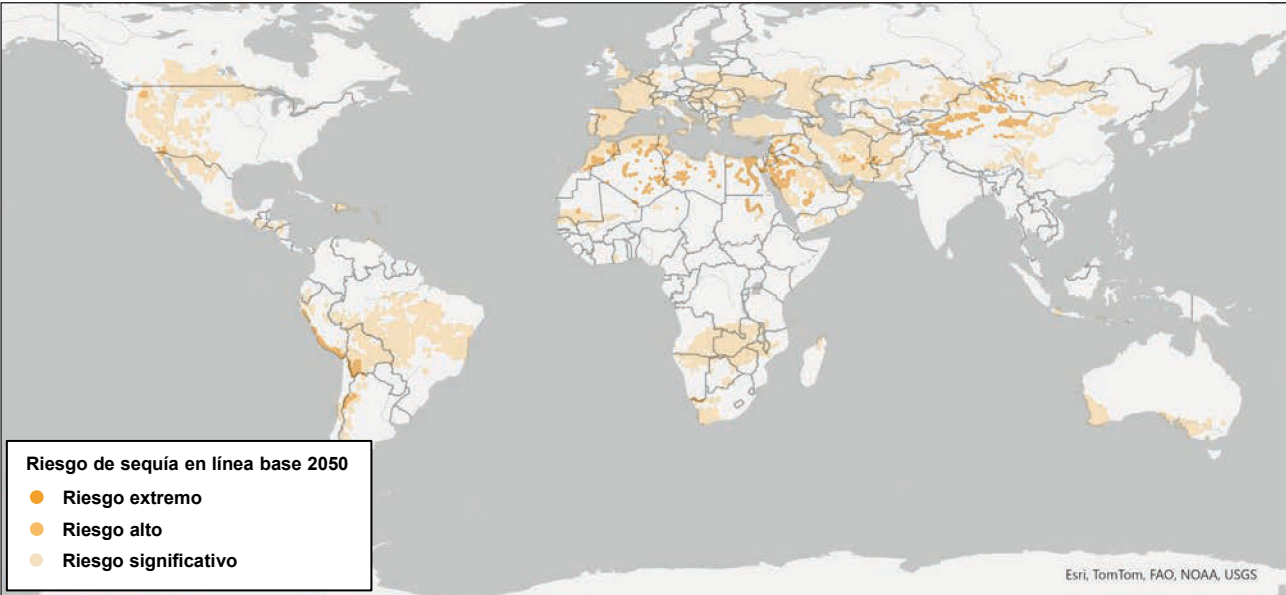 Riesgo de sequía en línea base 2050
Riesgo extremo
Riesgo alto
Riesgo significativo
Esri, TomTom, FAO, NOAA, USGS